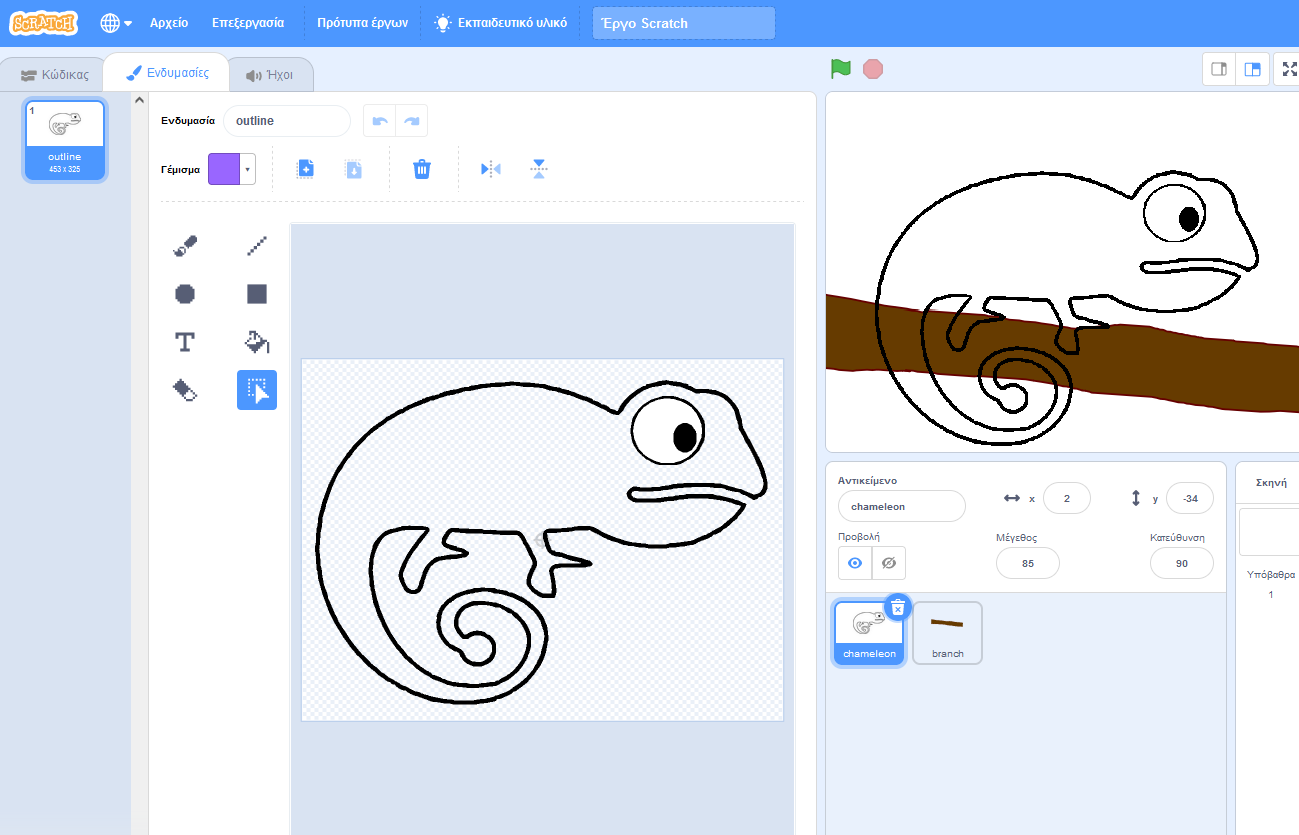 SCRATCH
Αρχείο
Επεξεργασία
Πρότυπα έργων
Εκπαιδευτικό υλικό
Έργο Scratch
Κώδικας
Ενδυμασίες
Ήχοι
1
outline
453 x 325
Ενδυμασία
outline
Γέμισμα
T
Αντικείμενο
chameleon
x
2
y
-34
Προβολή
Μέγεθος
85
Κατεύθυνση
90
chameleon
branch
Σκηνή
Υπόβαθρα
1